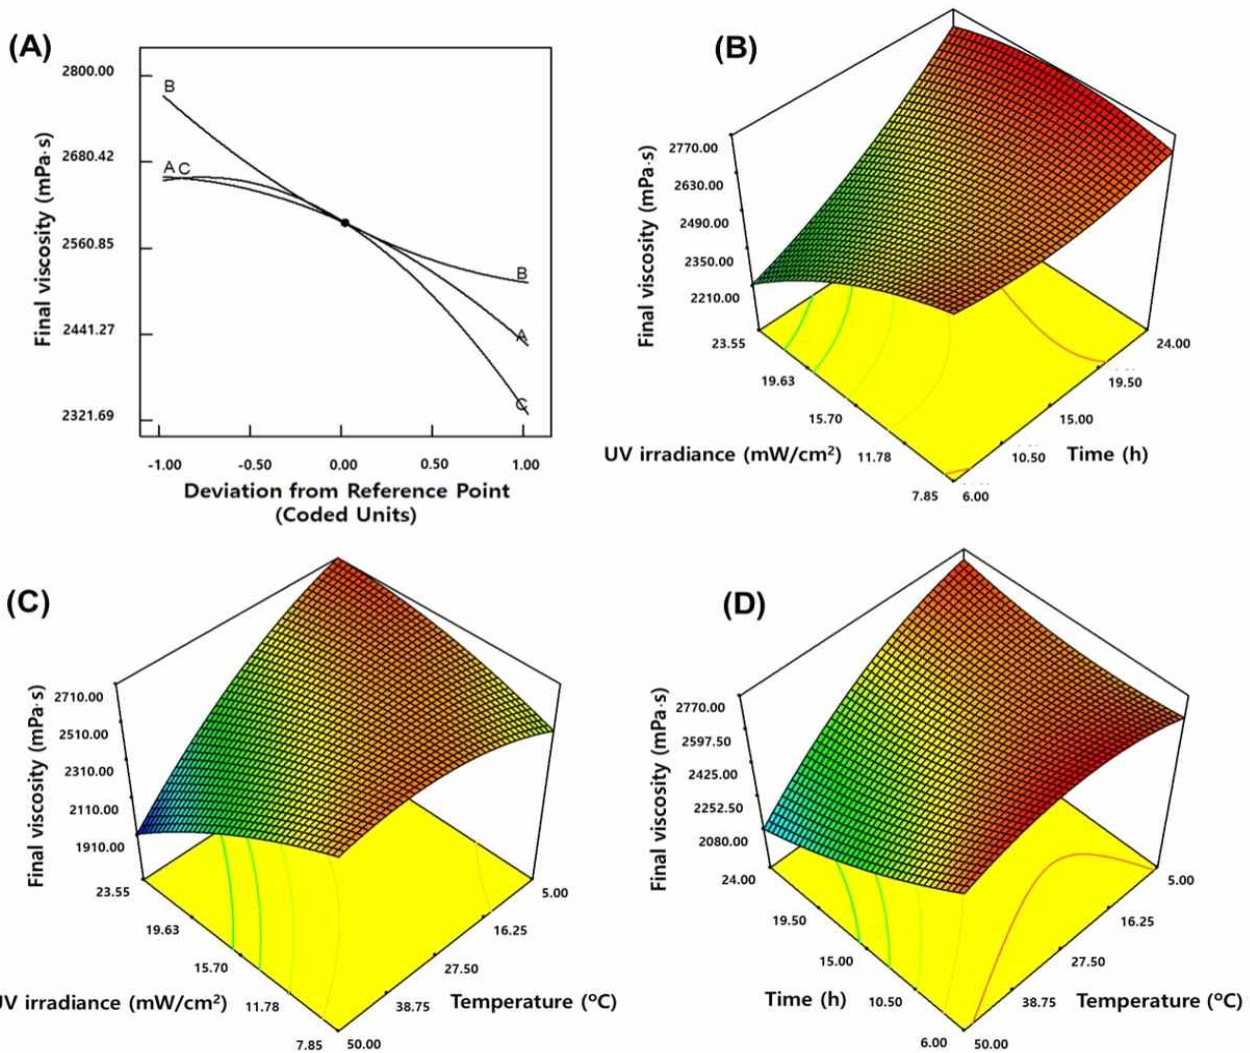 (A)
2800.00
2680.42
2560.85
2441.27
2321.69
Final viscosity (mPa·s)
B
A C
B
A
C
-1.00 -0.50 0.00 0.50 1.00
Deviation from Reference Point
(Coded Units)
(B)
2770.00
2630.00
2490.00
2350.00
2210.00
Final viscosity (mPa·s)
23.55
19.63
15.70
11.78
7.85
UV irradiance (mW/cm²)
24.00
19.50
15.00
10.50
6.00
Time (h)
(C)
2710.00
2510.00
2310.00
2110.00
1910.00
Final viscosity (mPa·s)
23.55
19.63
15.70
11.78
7.85
UV irradiance (mW/cm²)
5.00
16.25
27.50
38.75
50.00
Temperature (ºC)
(D)
2770.00
2597.50
2425.00
2252.50
2080.00
Final viscosity (mPa·s)
24.00
19.50
15.00
10.50
6.00
Time (h)
5.00
16.25
27.50
38.75
50.00
Temperature (ºC)